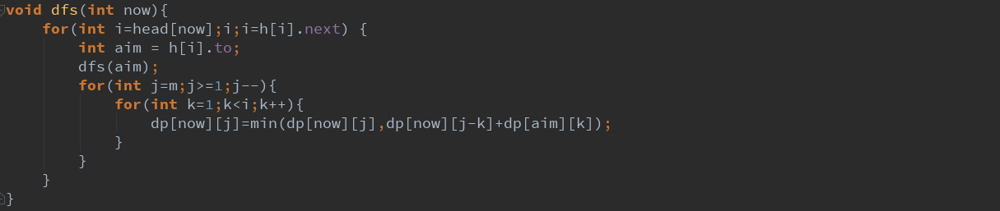 void dfs(int now){
    for(int i=head[now];i;i=h[i].next) {
        int aim = h[i].to;
        dfs(aim);
        for(int j=m;j>=1;j--){
            for(int k=1;k<i;k++){
                dp[now][j]=min(dp[now][j],dp[now][j-k]+dp[aim][k]);
            }
        }
    }
}